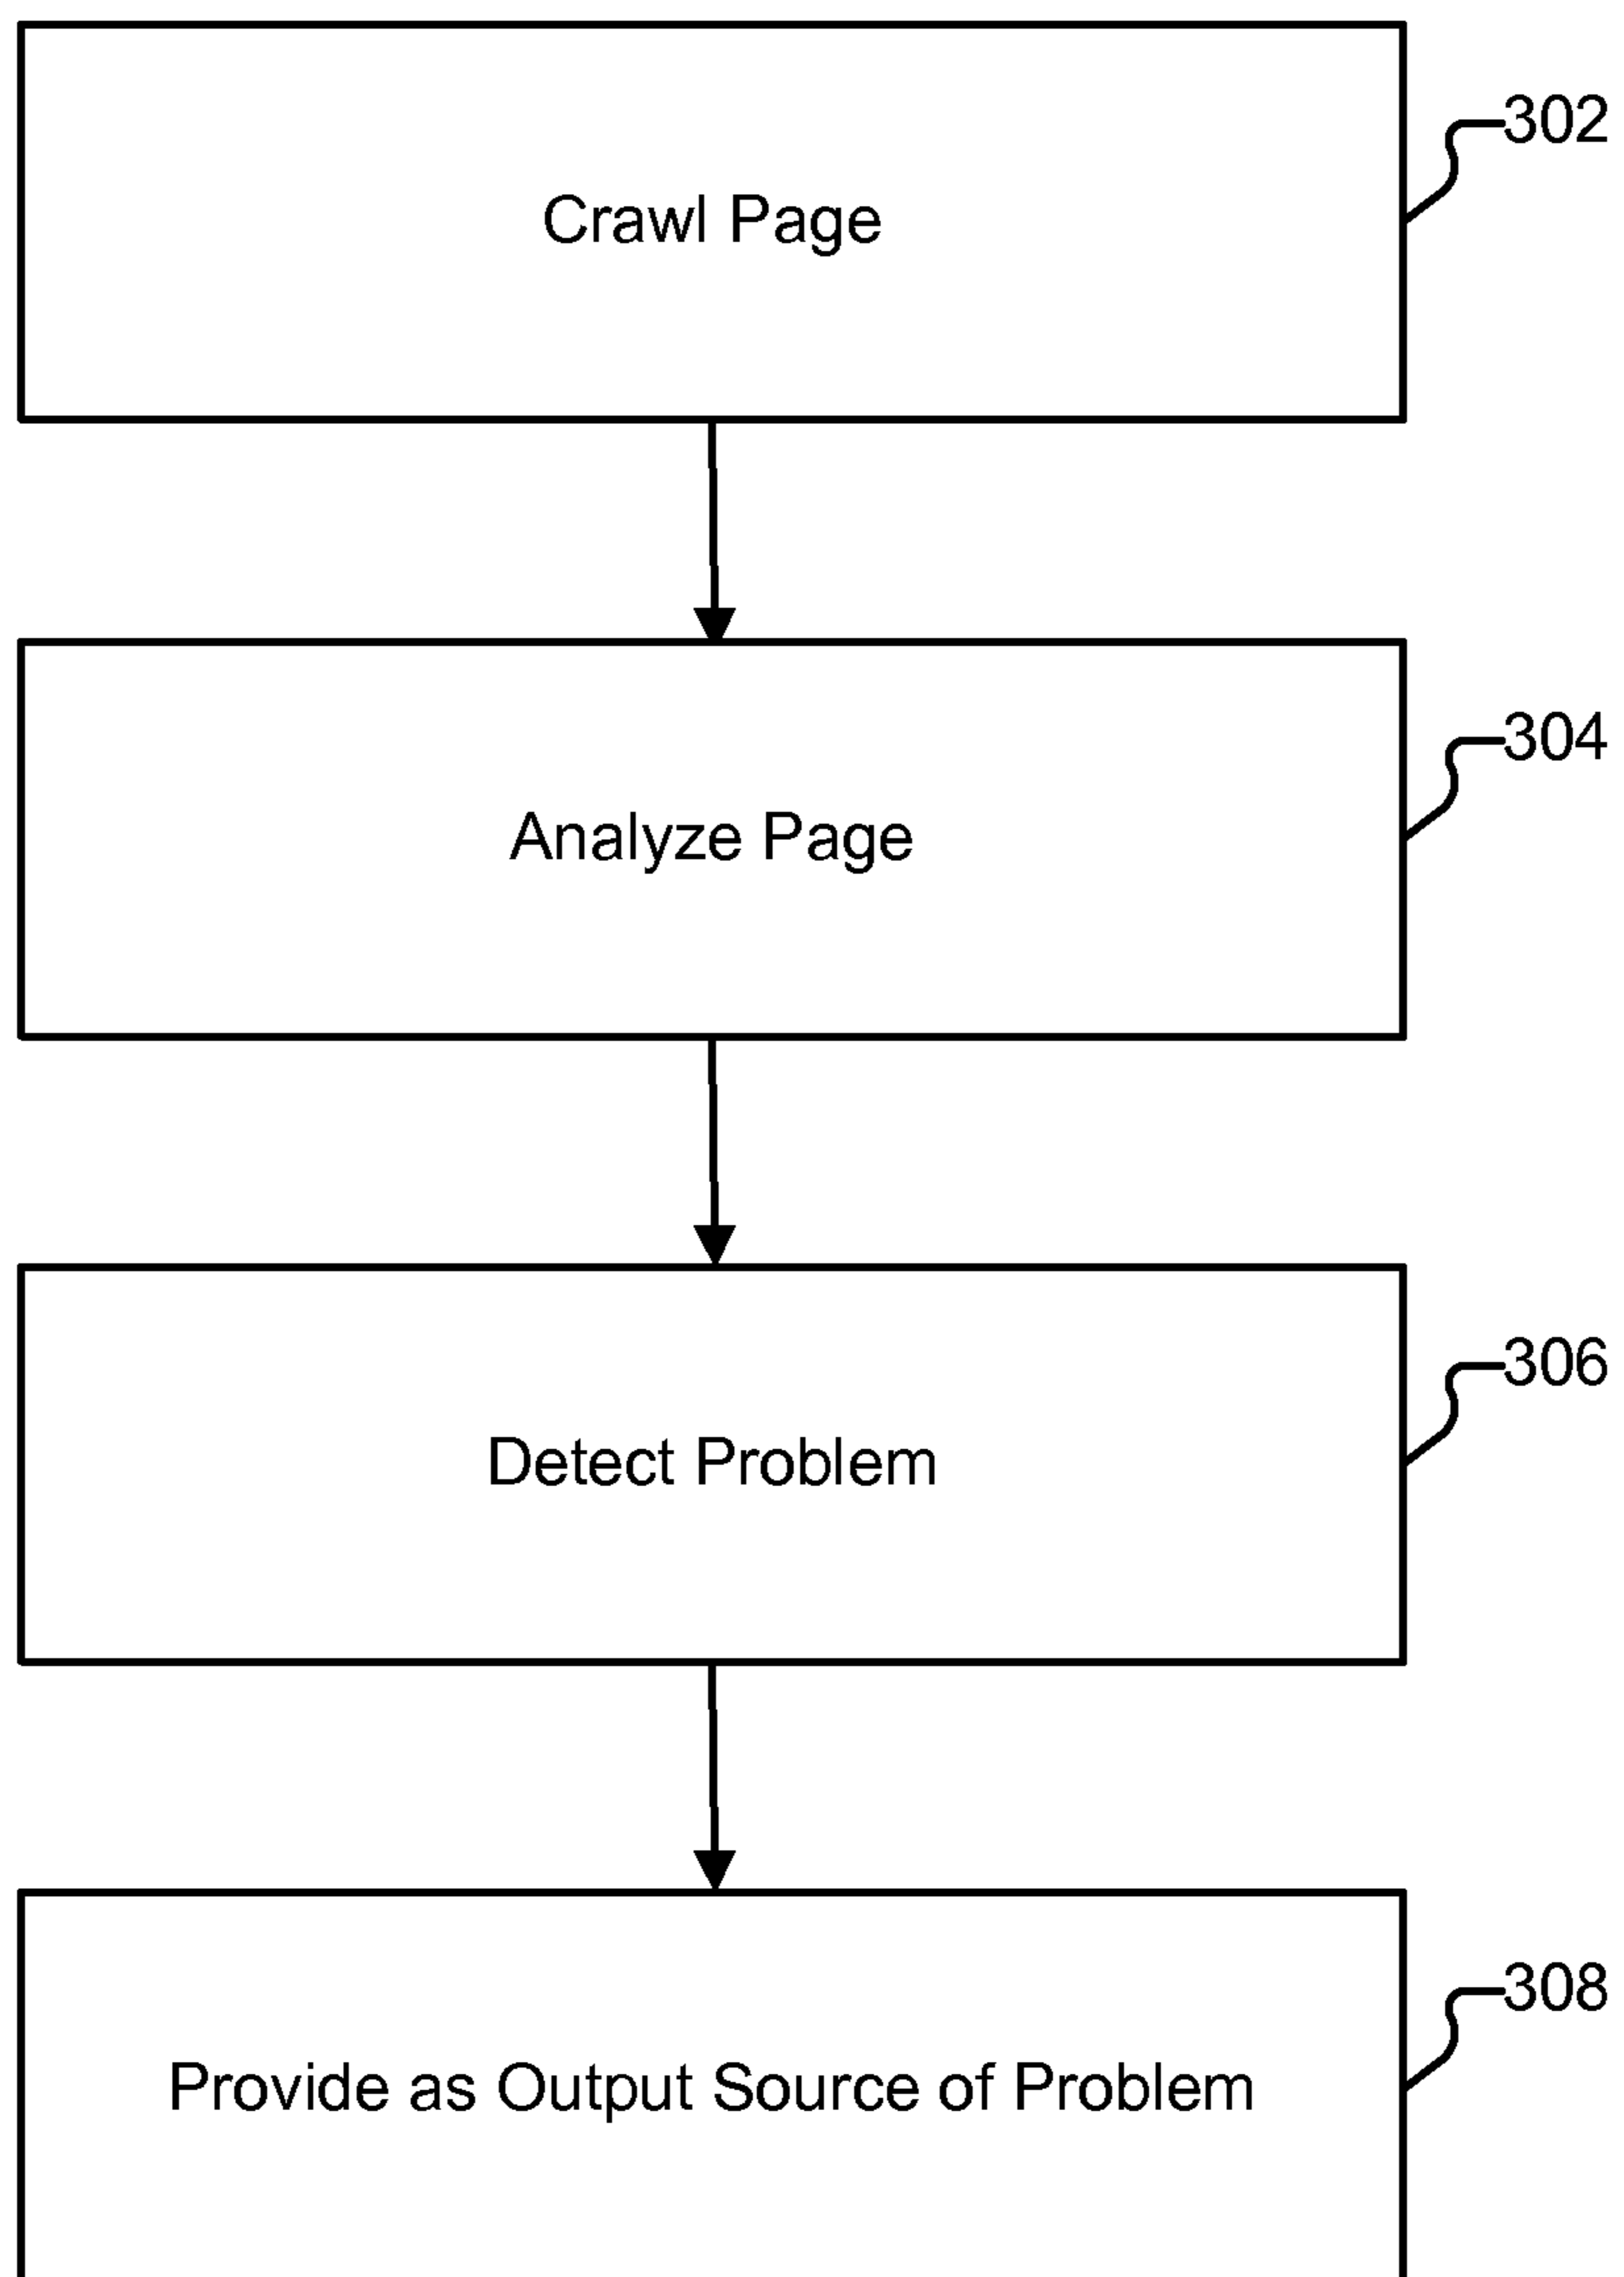 302
Crawl Page
304
Analyze Page
306
Detect Problem
308
Provide as Output Source of Problem